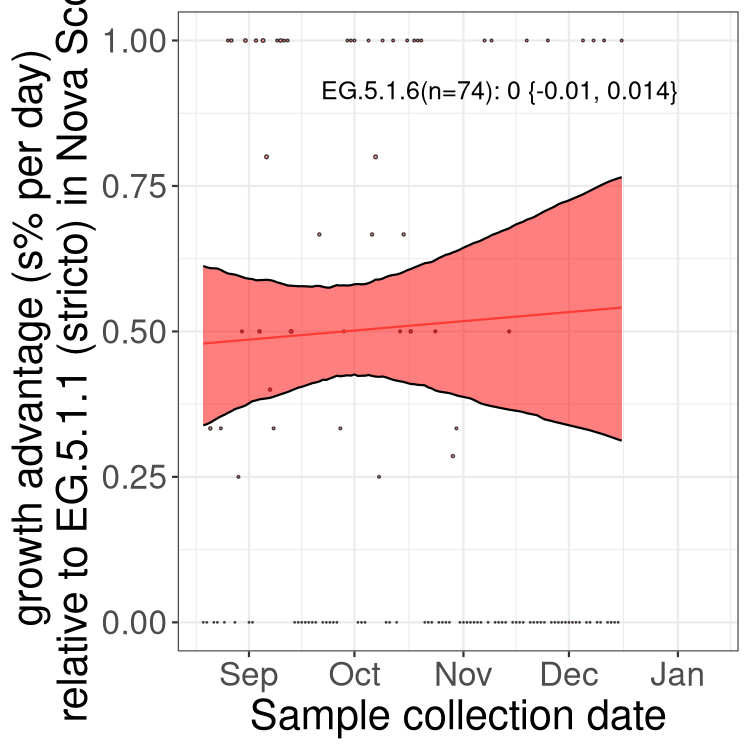 growth advantage (s% per day)
relative to EG.5.1.1 (stricto) in Nova Sco
1.00
0.75
0.50
0.25
0.00
EG.5.1.6(n=74): 0 {-0.01, 0.014}
Sep Oct Nov Dec Jan
Sample collection date